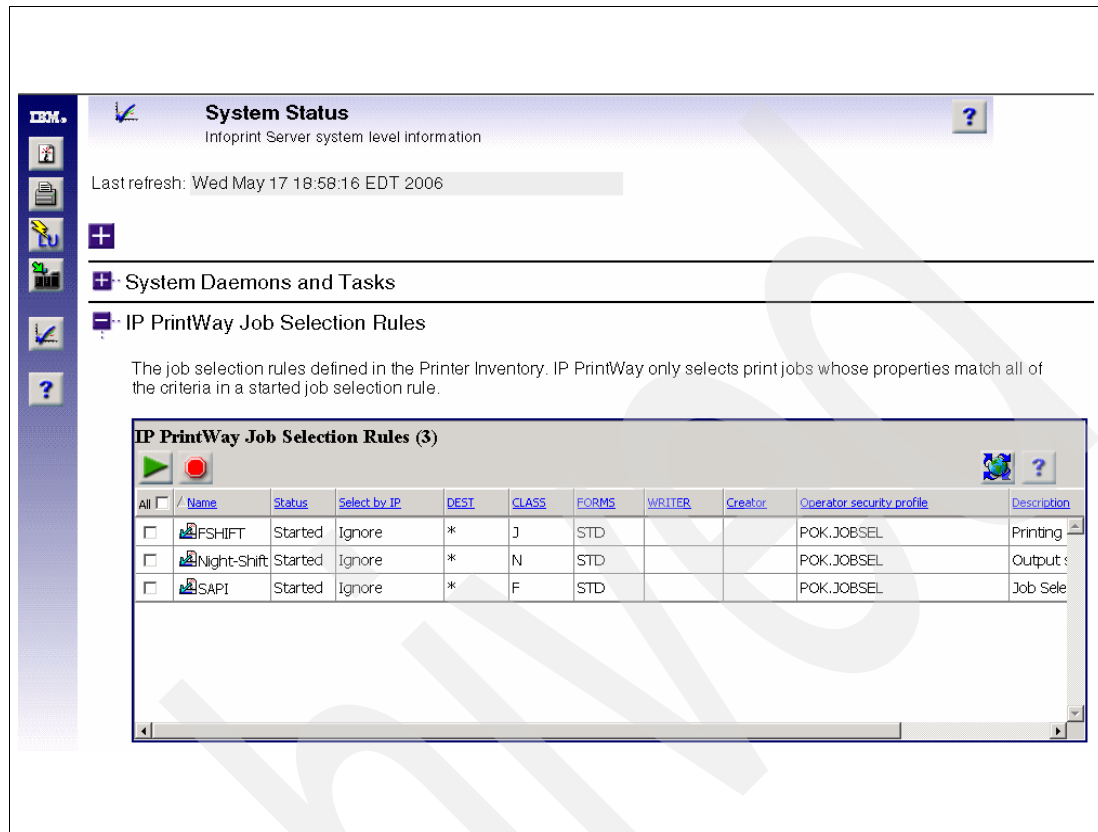 IBM.
System Status
Infoprint Server system level information
?
Last refresh: Wed May 17 18:58:16 EDT 2006
LU
System Daemons and Tasks
IP PrintWay Job Selection Rules
The job selection rules defined in the Printer Inventory. IP PrintWay only selects print jobs whose properties match all of
the criteria in a started job selection rule.
?
IP PrintWay Job Selection Rules (3)
?
All Name Status Select by IP DEST CLASS FORMS WRITER Creator Operator security profile Description
FSHIFT Started Ignore * J STD POK.JOBSEL Printing
Night-Shift Started Ignore * N STD POK.JOBSEL Output s
SAPI Started Ignore * F STD POK.JOBSEL Job Sele
hived